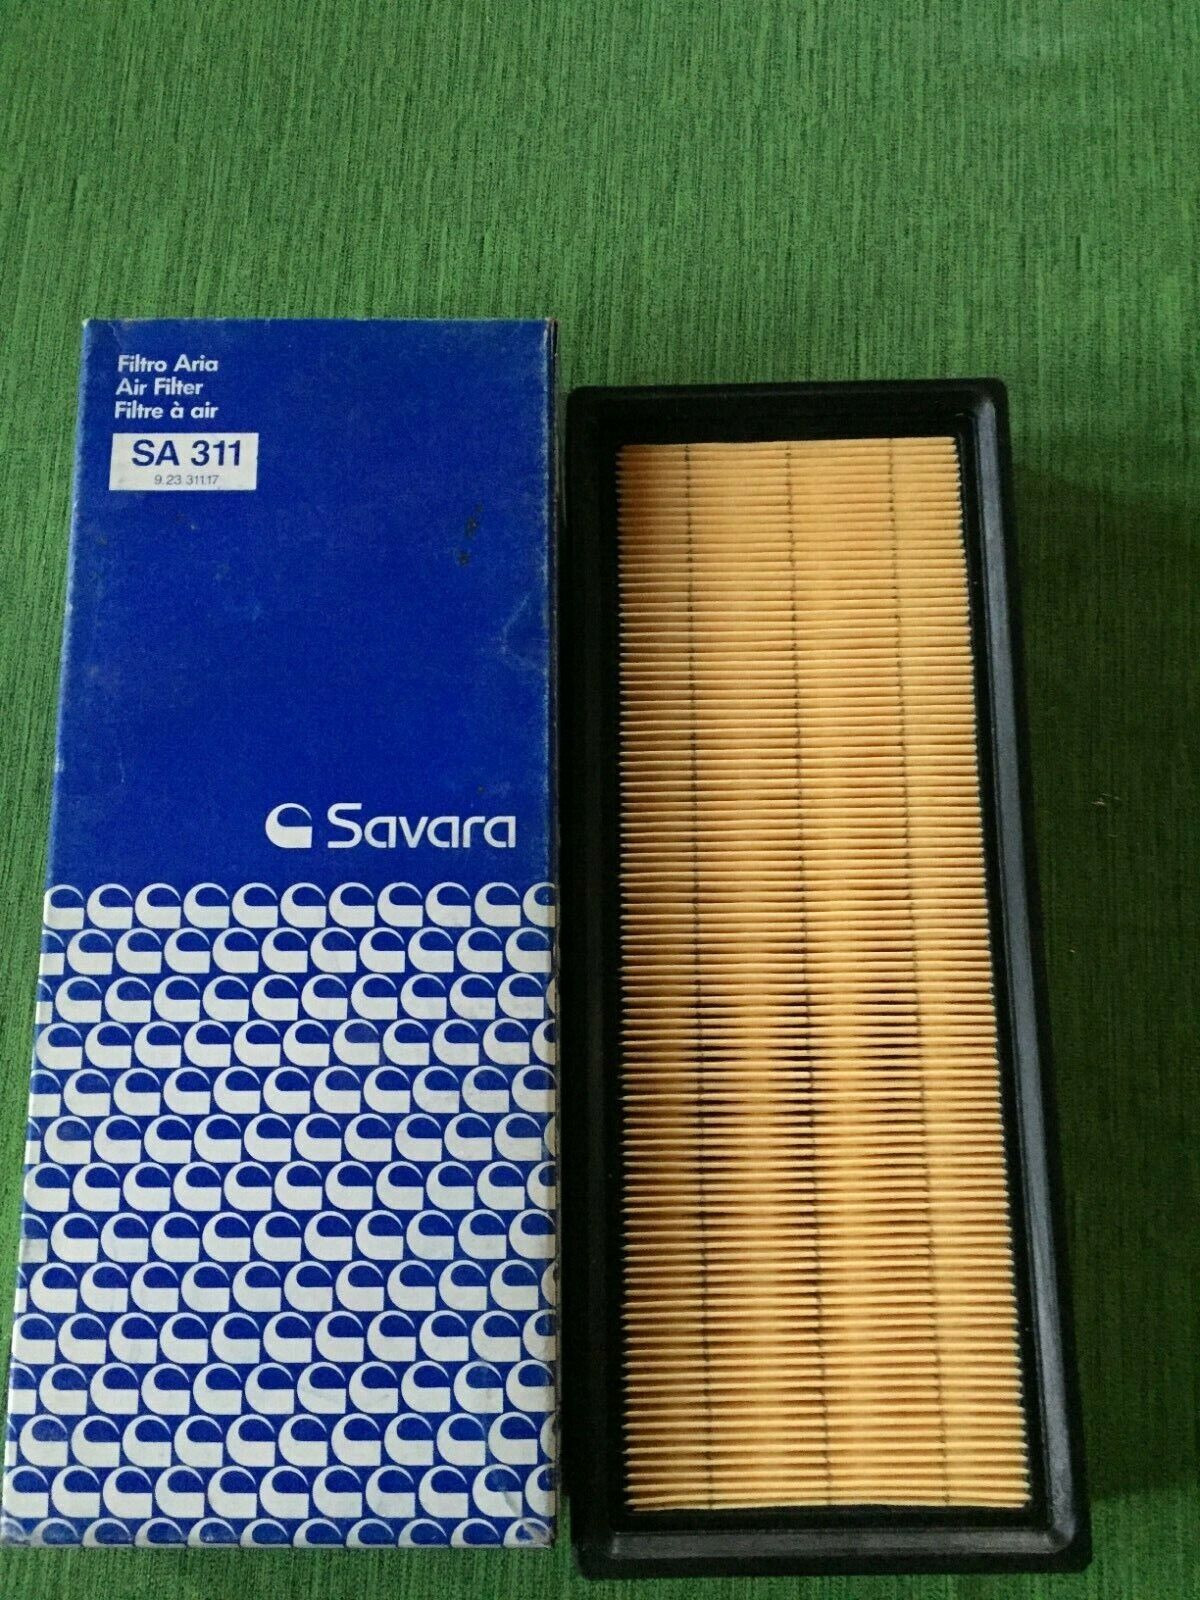 Filtro Aria
Air Filter
Filtre à air
SA 311
9.23 311.17
Savara